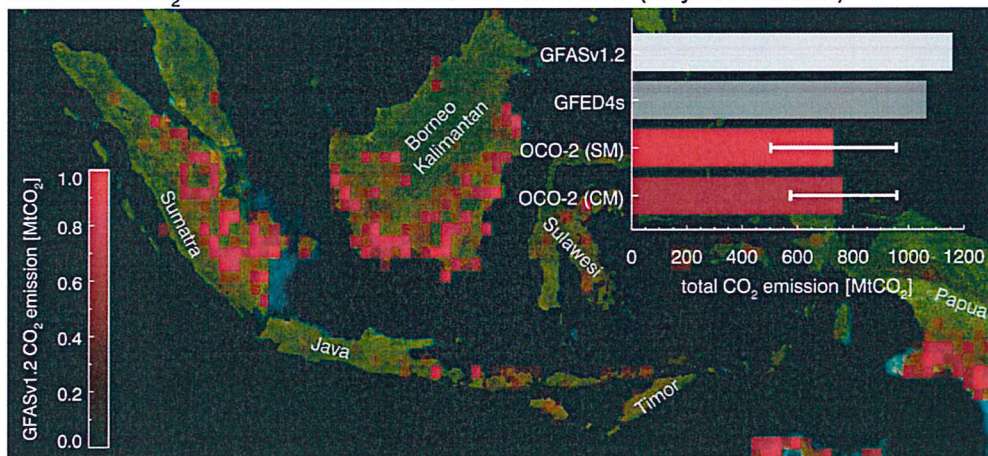 GFASv1.2
GFED4s
OCO-2 (SM)
OCO-2 (CM)
0 200 400 600 800 1000 1200
total CO₂ emission [MtCO₂]
Borneo
Kalimantan
Sumatra
Sulawesi
Java
Timor
Papua
GFASv1.2 CO₂ emission [MtCO₂]
1.0
0.8
0.6
0.4
0.2
0.0